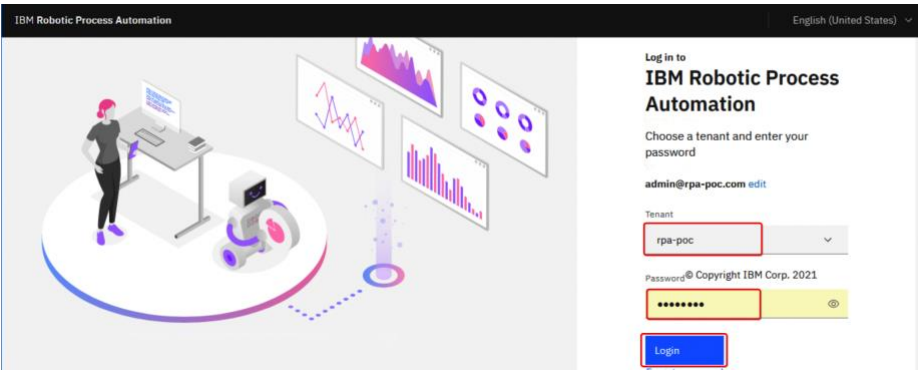 IBM Robotic Process Automation
English (United States)
Log in to
IBM Robotic Process
Automation
Choose a tenant and enter your
password
admin@rpa-poc.com edit
Tenant
rpa-poc
Password© Copyright IBM Corp. 2021
Login